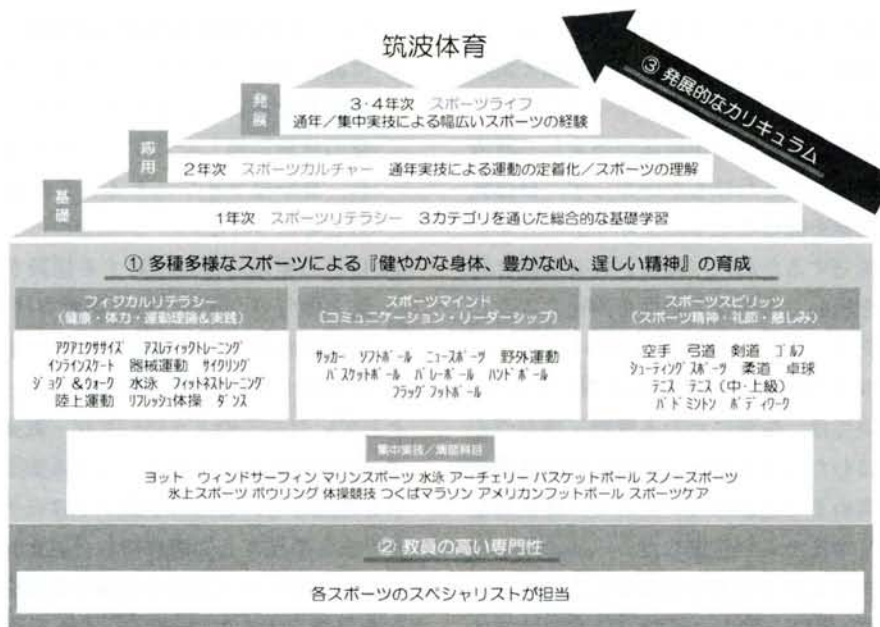 筑波体育
③ 発展的なカリキュラム
発展
3・4年次 スポーツライフ
通年/集中実技による幅広いスポーツの経験
応用
2年次 スポーツカルチャー 通年実技による運動の定着化/スポーツの理解
基礎
1年次 スポーツリテラシー 3カテゴリを通じた総合的な基礎学習
① 多種多様なスポーツによる『健やかな身体、豊かな心、逞しい精神』の育成
フィジカルリテラシー
(健康・体力・運動理論&実践)
アクアエクササイズ アスレティックトレーニング
インラインスケート 器械運動 サイクリング
ジョグ&ウォーク 水泳 フィットネストレーニング
陸上運動 リフレッシュ体操 ダンス
スポーツマインド
(コミュニケーション・リーダーシップ)
サッカー ソフトボール ニュースポーツ 野外運動
バスケットボール バレーボール ハンドボール
フラッグフットボール
スポーツスピリッツ
(スポーツ精神・礼節・慈しみ)
空手 弓道 剣道 ゴルフ
シューティングスポーツ 柔道 卓球
テニス テニス(中・上級)
バドミントン ボディワーク
集中実技/
ヨット ウィンドサーフィン マリンスポーツ 水泳 アーチェリー バスケットボール スノースポーツ
氷上スポーツ ボウリング 体操競技 つくばマラソン アメリカンフットボール スポーツケア
② 教員の高い専門性
各スポーツのスペシャリストが担当